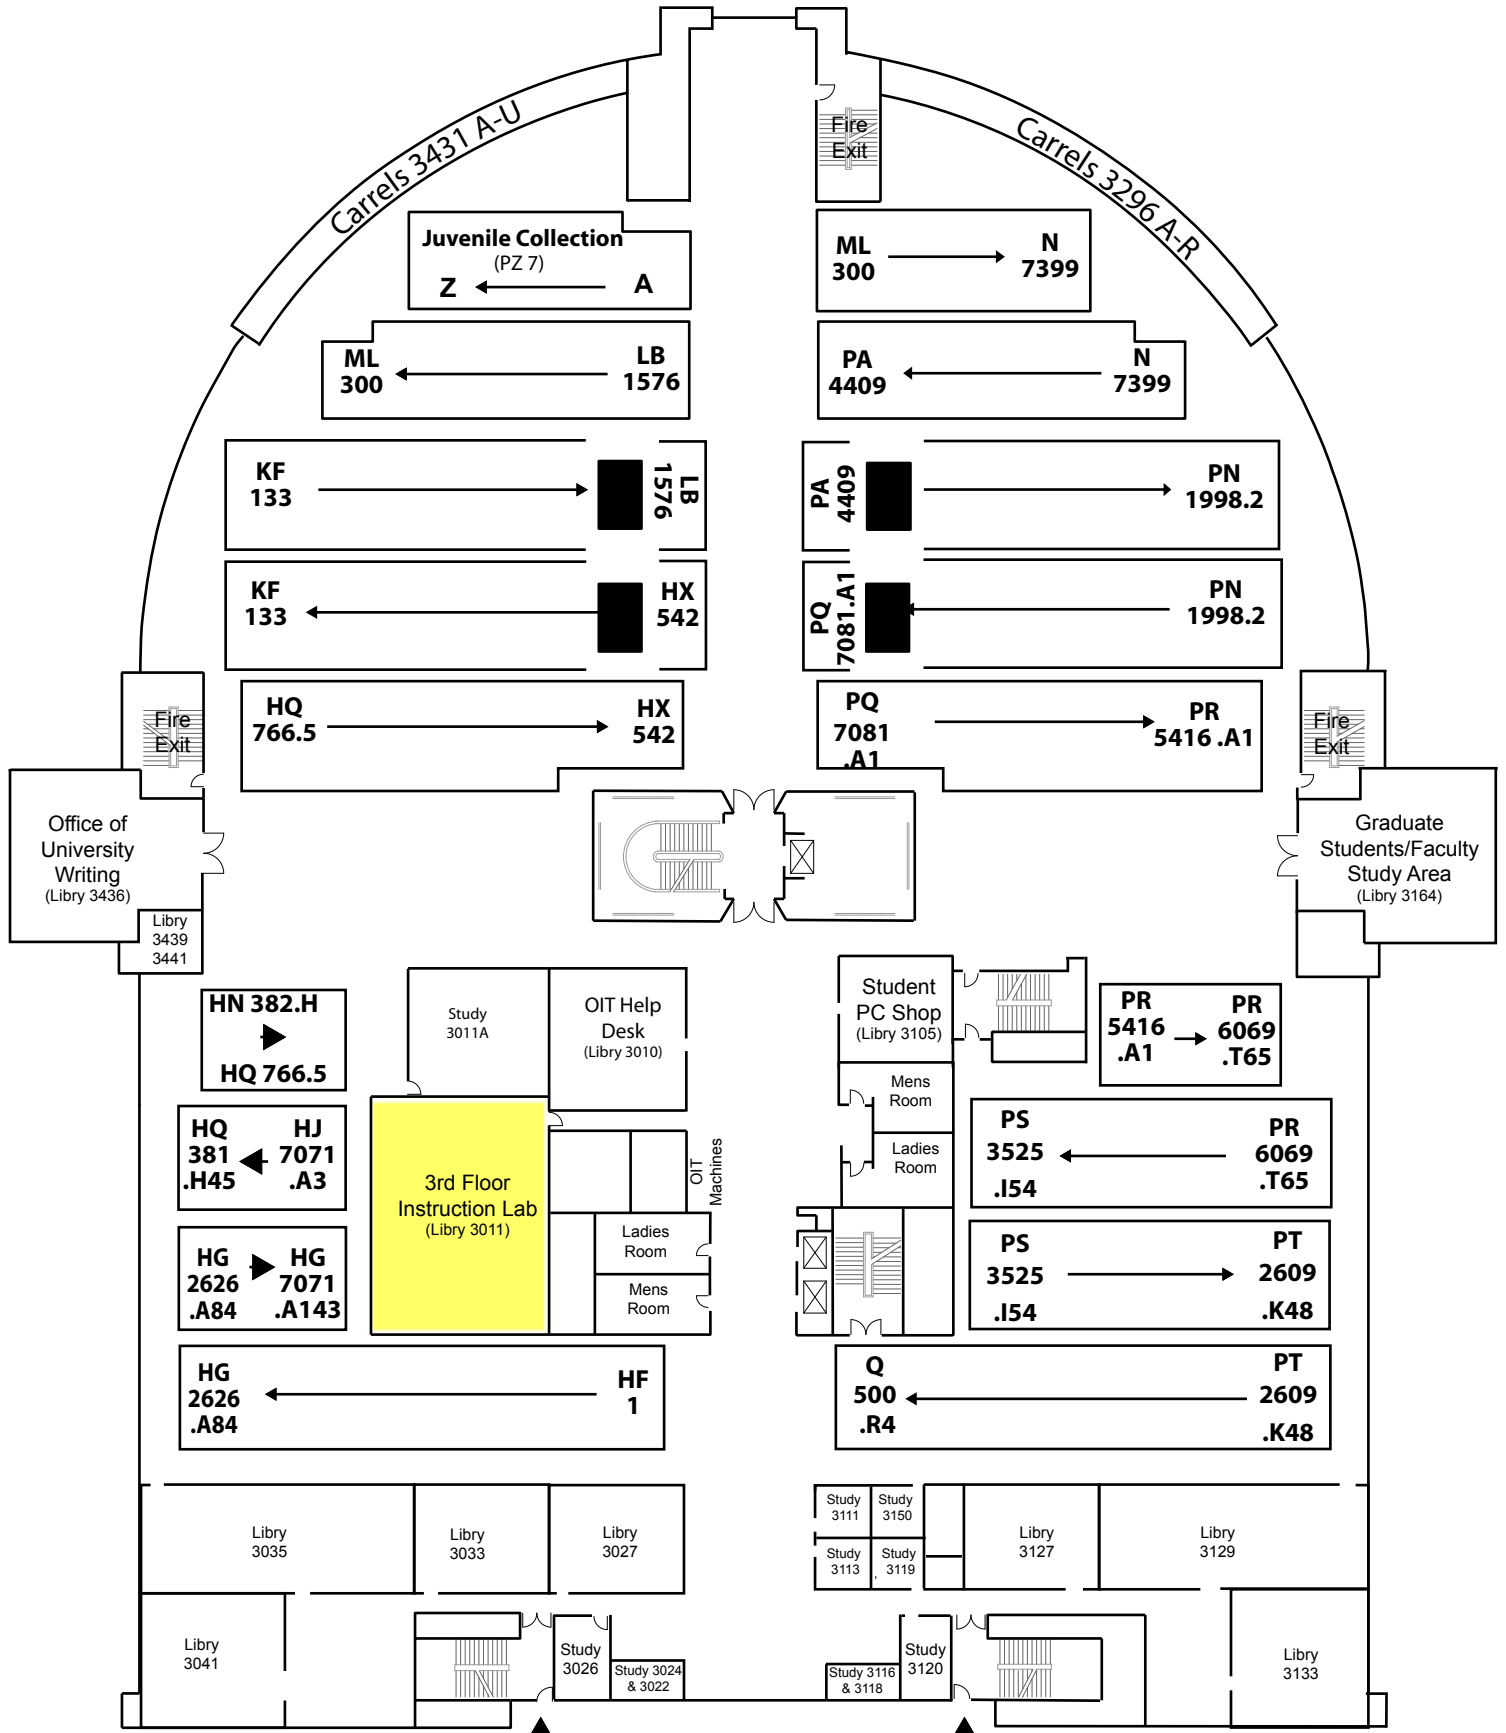 Carrels 3431 A-U
Fire
Exit
Carrels 3296 A-R
Juvenile Collection
(PZ 7)
Z
A
ML
300
N
7399
ML
300
LB
1576
PA
4409
N
7399
KF
133
LB
1576
PA
4409
PN
1998.2
KF
133
HX
542
PQ
7081.A1
PN
1998.2
HQ
766.5
HX
542
PQ
7081
.A1
PR
5416 .A1
Fire
Exit
Fire
Exit
Office of
University
Writing
(Libry 3436)
Libry
3439
3441
Graduate
Students/Faculty
Study Area
(Libry 3164)
HN 382.H
HQ 766.5
Study
3011A
OIT Help
Desk
(Libry 3010)
Student
PC Shop
(Libry 3105)
PR
5416
.A1
PR
6069
.T65
Mens
Room
Ladies
Room
HQ
381
.H45
HJ
7071
.A3
3rd Floor
Instruction Lab
(Libry 3011)
OIT
Machines
PS
3525
.I54
PR
6069
.T65
Ladies
Room
Mens
Room
HG
2626
.A84
HG
7071
.A143
PS
3525
.I54
PT
2609
.K48
HG
2626
.A84
HF
1
Q
500
.R4
PT
2609
.K48
Libry
3035
Libry
3033
Libry
3027
Study
3111
Study
3150
Study
3113
Study
3119
Libry
3127
Libry
3129
Libry
3041
Study
3026
Study 3024
& 3022
Study 3116
& 3118
Study
3120
Libry
3133